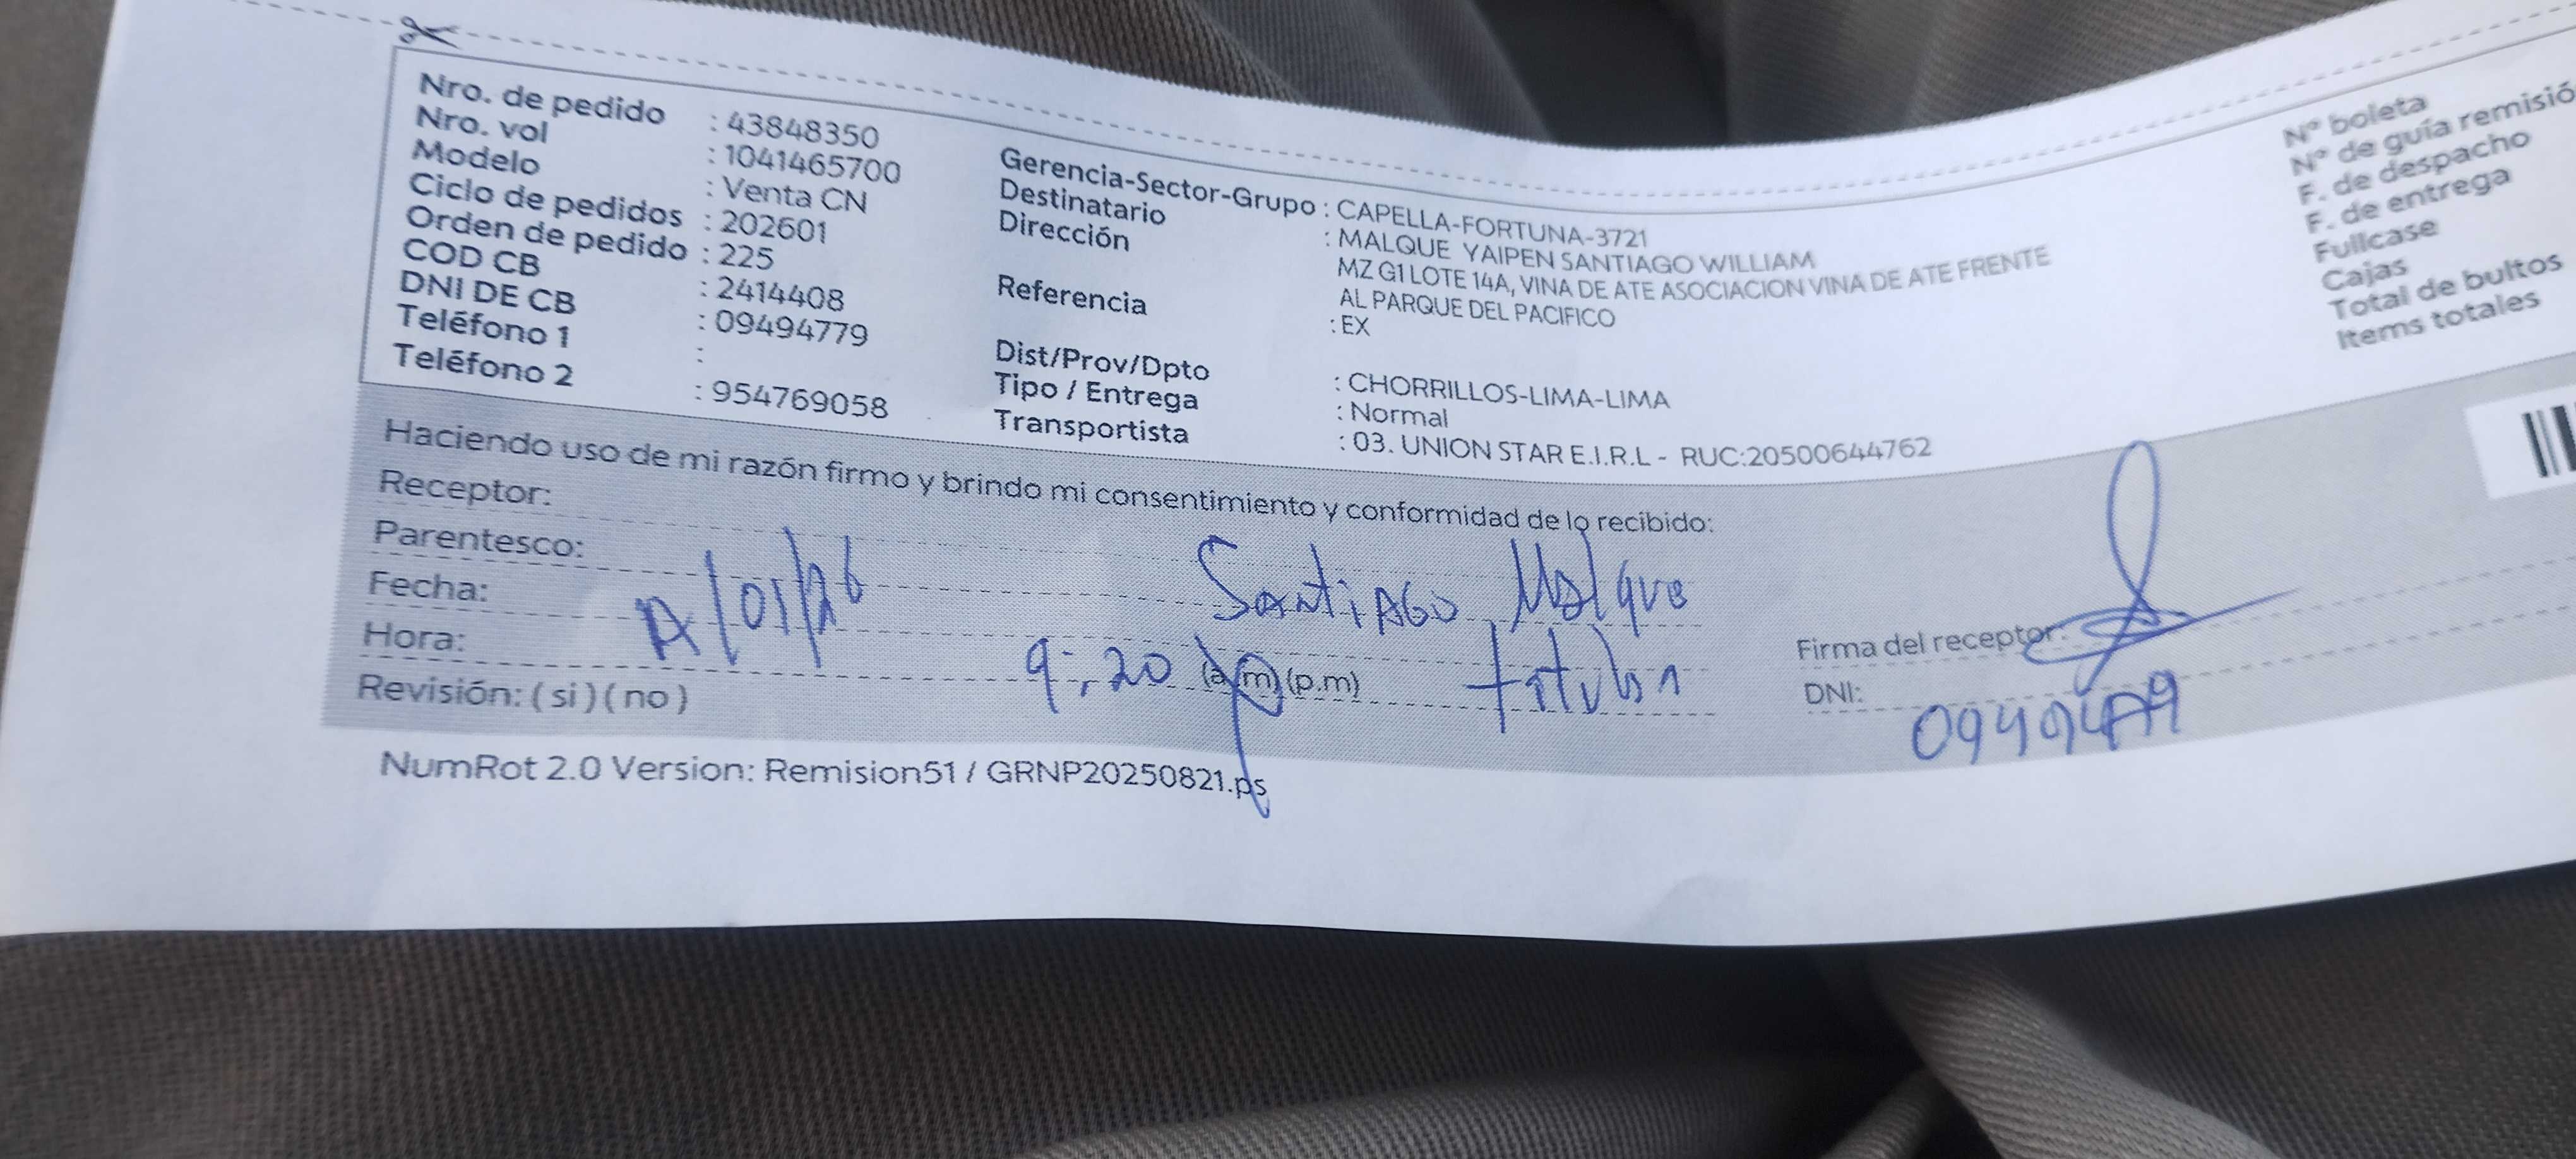 Nro. de pedido : 43848350
Nro. vol : 1041465700
Modelo : Venta CN
Ciclo de pedidos : 202601
Orden de pedido : 225
COD CB : 2414408
DNI DE CB : 09494779
Teléfono 1 :
Teléfono 2 : 954769058
Gerencia-Sector-Grupo : CAPELLA-FORTUNA-3721
Destinatario : MALQUE YAIPEN SANTIAGO WILLIAM
Dirección MZ G1 LOTE 14A, VINA DE ATE ASOCIACION VINA DE ATE FRENTE
AL PARQUE DEL PACIFICO
Referencia : EX
Dist/Prov/Dpto : CHORRILLOS-LIMA-LIMA
Tipo / Entrega : Normal
Transportista : 03. UNION STAR E.I.R.L - RUC:20500644762
N° boleta
N° de guía remisió
F. de despacho
F. de entrega
Fullcase
Cajas
Total de bultos
Items totales
Haciendo uso de mi razón firmo y brindo mi consentimiento y conformidad de lo recibido:
Receptor: Santiago Malque
Parentesco: titular
Fecha: /01/26
Hora: 9:20 (a.m) (p.m)
Revisión: ( si ) ( no )
Firma del receptor:
DNI: 09494779
NumRot 2.0 Version: Remision51 / GRNP20250821.ps